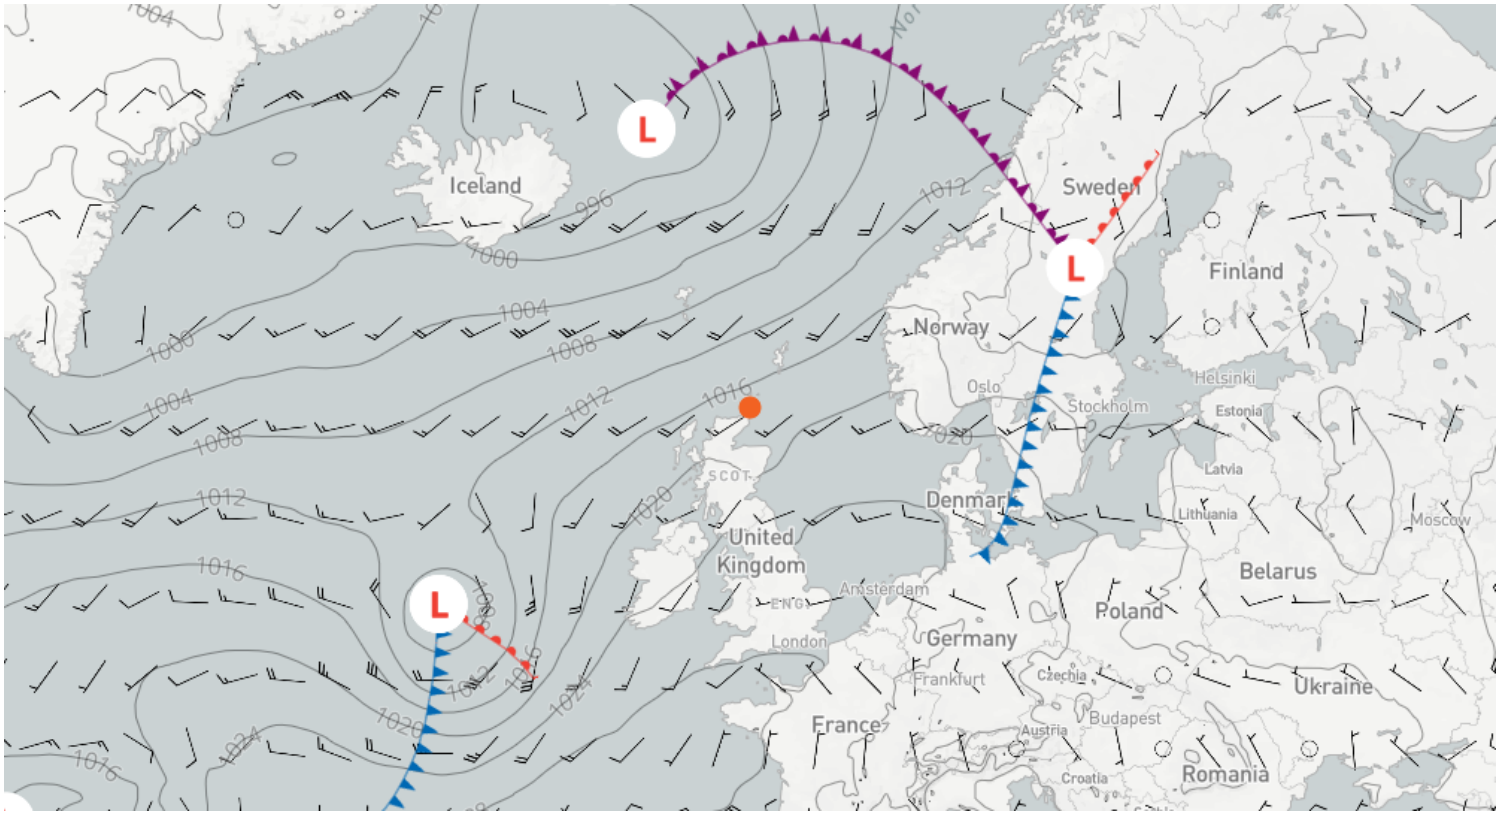 1004
Nor
L
Iceland
Sweden
1012
996
1000
L
Finland
1004
Norway
1000
1008
Helsinki
Oslo
1016
1012
1004
Stockholm
Estonia
1020
1008
SCOT
Latvia
1012
1020
Denmark
Lithuania
Moscow
United
Kingdom
1016
Belarus
L
Amsterdam
ENG
Poland
London
Germany
1012
1016
Frankfurt
Czechia
Ukraine
1024
1020
France
Budapest
1024
Austria
1016
Croatia
Romania